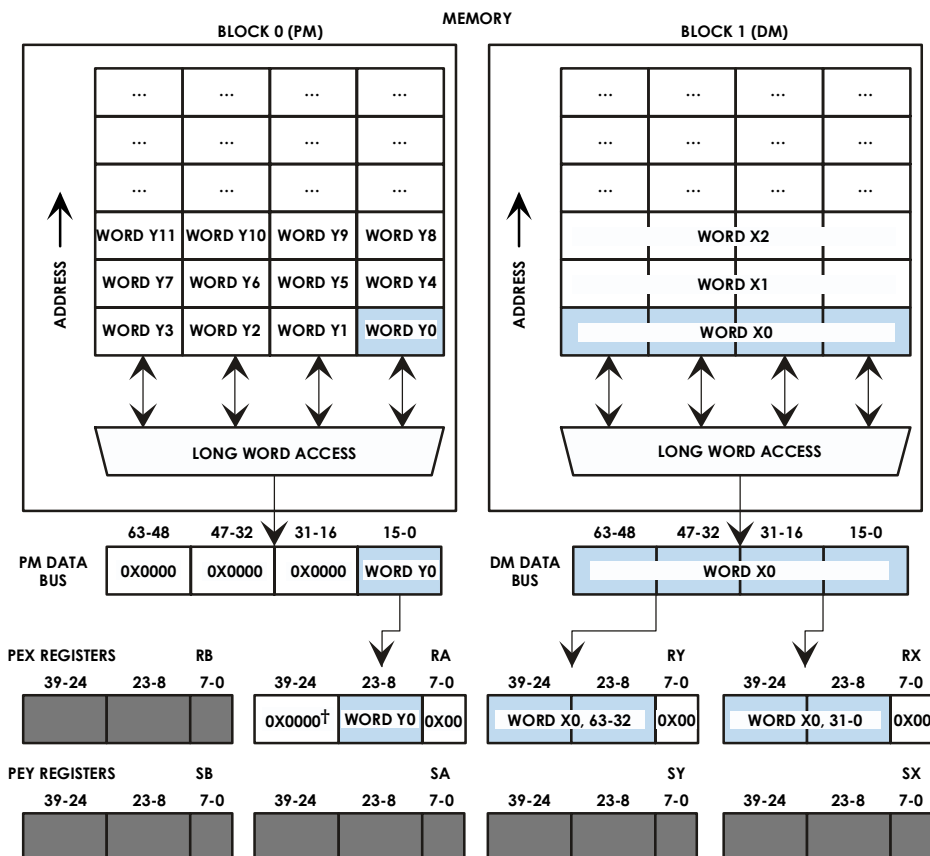 MEMORY
BLOCK 0 (PM) BLOCK 1 (DM)
... ... ... ... ... ... ... ...
... ... ... ... ... ... ... ...
... ... ... ... ... ... ... ...
WORD Y11 WORD Y10 WORD Y9 WORD Y8 WORD X2
WORD Y7 WORD Y6 WORD Y5 WORD Y4 WORD X1
WORD Y3 WORD Y2 WORD Y1 WORD Y0 WORD X0
ADDRESS ADDRESS
LONG WORD ACCESS LONG WORD ACCESS
63-48 47-32 31-16 15-0 63-48 47-32 31-16 15-0
PM DATA BUS 0X0000 0X0000 0X0000 WORD Y0 DM DATA BUS WORD X0
PEX REGISTERS RB RA RY RX
39-24 23-8 7-0 39-24 23-8 7-0 39-24 23-8 7-0 39-24 23-8 7-0
0X0000† WORD Y0 0X00 WORD X0, 63-32 0X00 WORD X0, 31-0 0X00
PEY REGISTERS SB SA SY SX
39-24 23-8 7-0 39-24 23-8 7-0 39-24 23-8 7-0 39-24 23-8 7-0